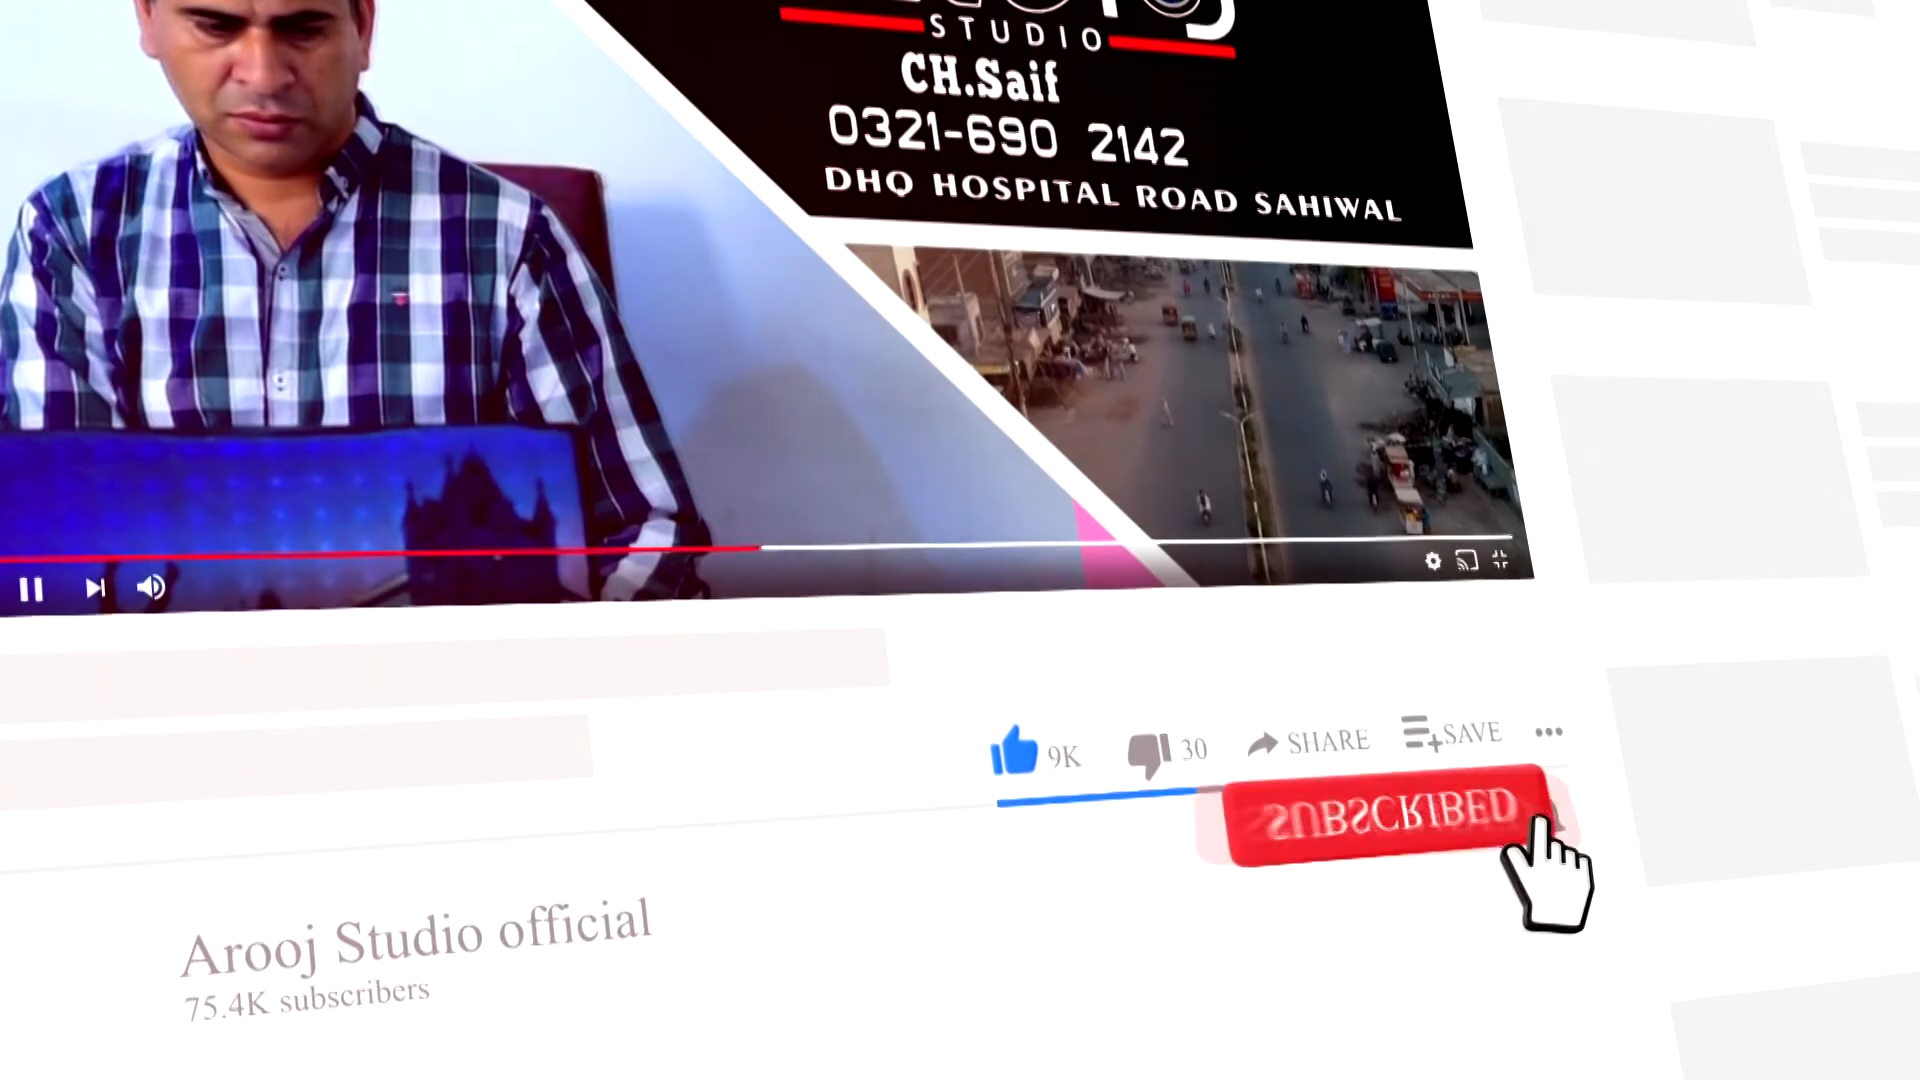 STUDIO
CH.Saif
0321-690 2142
DHQ HOSPITAL ROAD SAHIWAL
9K
30
SHARE
SAVE
SUBSCRIBED
Arooj Studio official
75.4K subscribers